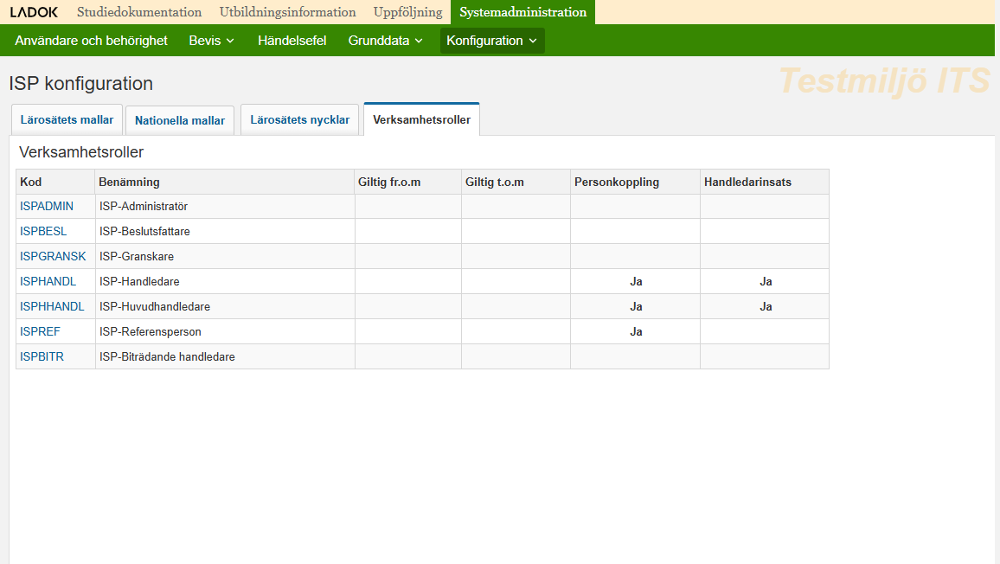 LADOK Studiedokumentation Utbildningsinformation Uppföljning Systemadministration
Användare och behörighet Bevis Händelsefel Grunddata Konfiguration
Testmiljö ITS
ISP konfiguration
Lärosätets mallar Nationella mallar Lärosätets nycklar Verksamhetsroller
Verksamhetsroller
Kod Benämning Giltig fr.o.m Giltig t.o.m Personkoppling Handledarinsats
ISPADMIN ISP-Administratör
ISPBESL ISP-Beslutsfattare
ISPGRANSK ISP-Granskare
ISPHANDL ISP-Handledare Ja Ja
ISPHHANDL ISP-Huvudhandledare Ja Ja
ISPREF ISP-Referensperson Ja
ISPBITR ISP-Biträdande handledare